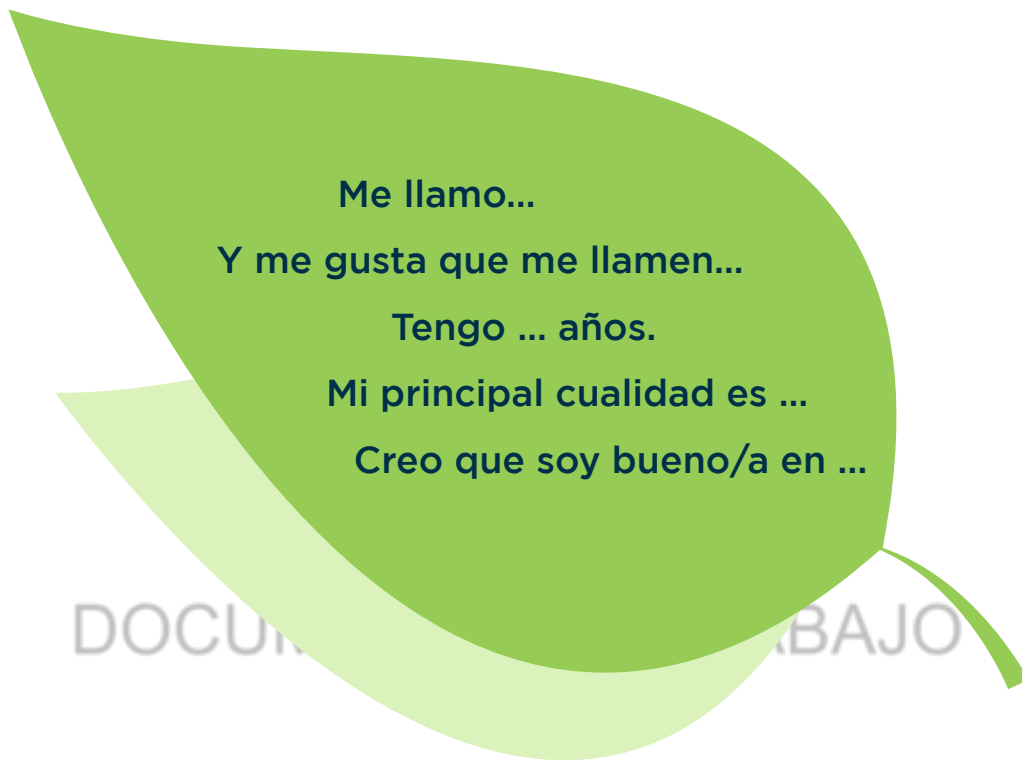 Me llamo...
Y me gusta que me llamen...
Tengo ... años.
Mi principal cualidad es ...
Creo que soy bueno/a en ...